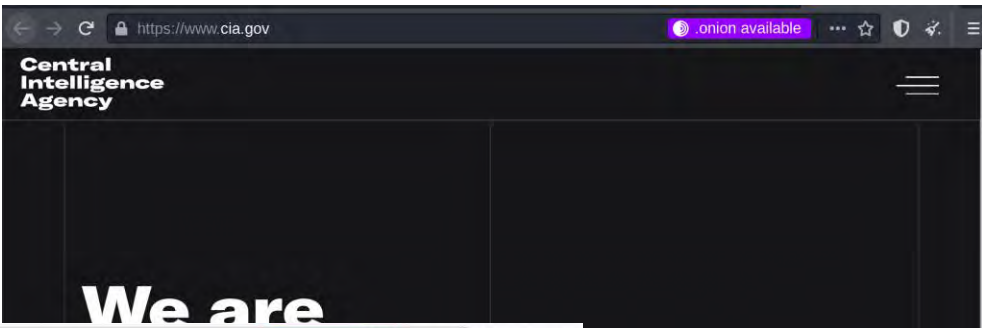 https://www.cia.gov .onion available
Central
Intelligence
Agency
We are